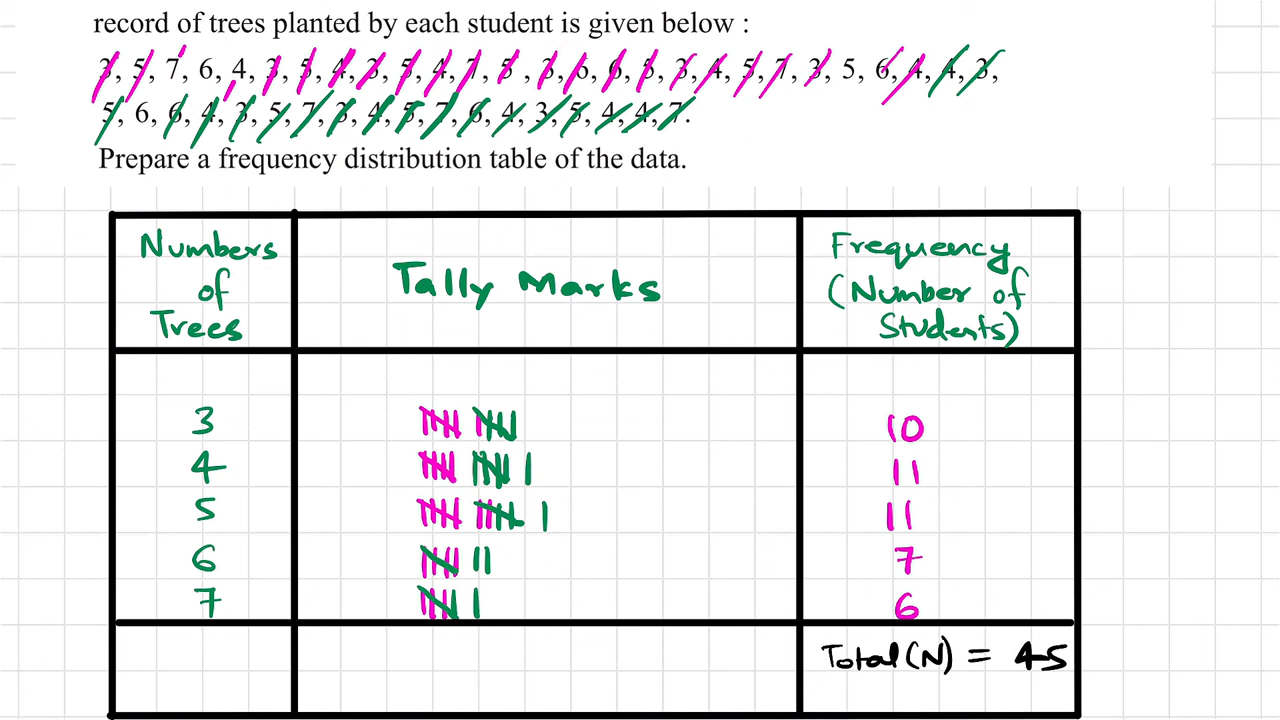 record of trees planted by each student is given below :
3, 5, 7, 6, 4, 3, 5, 4, 3, 5, 4, 7, 5, 3, 6, 6, 5, 3, 4, 5, 7, 3, 5, 6, 4, 4, 3,
5, 6, 6, 4, 3, 5, 7, 3, 4, 5, 7, 6, 4, 3, 5, 4, 4, 7.
Prepare a frequency distribution table of the data.
Numbers of Trees
Tally Marks
Frequency (Number of Students)
3 10
4 11
5 11
6 7
7 6
Total (N) = 45